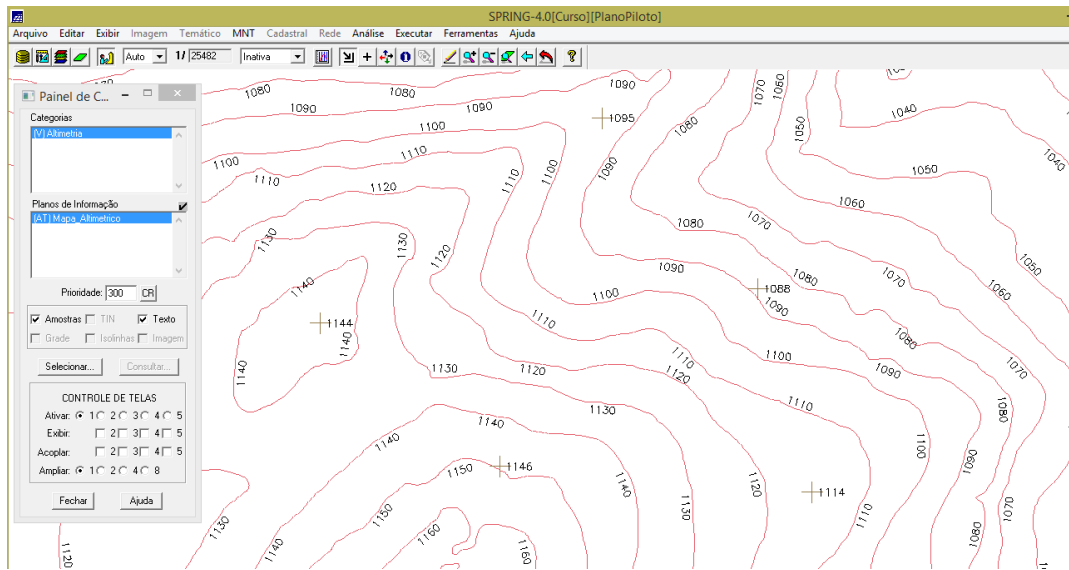 SPRING-4.0[Curso][PlanoPiloto]
Arquivo Editar Exibir Imagem Temático MNT Cadastral Rede Análise Executar Ferramentas Ajuda
Auto 1/ 25482 Inativa
Painel de C...
Categorias
(V) Altimetria
Planos de Informação
(AT) Mapa_Altimetrico
Prioridade: 300 CR
Amostras TIN Texto
Grade Isolinhas Imagem
Selecionar... Consultar...
CONTROLE DE TELAS
Ativar: 1 2 3 4 5
Exibir: 2 3 4 5
Acoplar: 2 3 4 5
Ampliar: 1 2 4 8
Fechar Ajuda
1080 1080 1090 1070 1060
1090 1090 1095 1080 1050 1040
1100 1040
1110 1100 1110 1100 1090 1050
1110 1120 1060
1130 1130 1120 1080 1070 1050
1140 1090 1080 1070 1060
1144 1100 1088 1090
1140 1110 1080
1140 1110 1100 1070
1130 1120 1120 1090
1130 1110 1080
1140 1140
1150 1146 1140 1120 1100 1090
1114
1130 1150 1130 1110 1070
1120 1140 1160 1160 1080